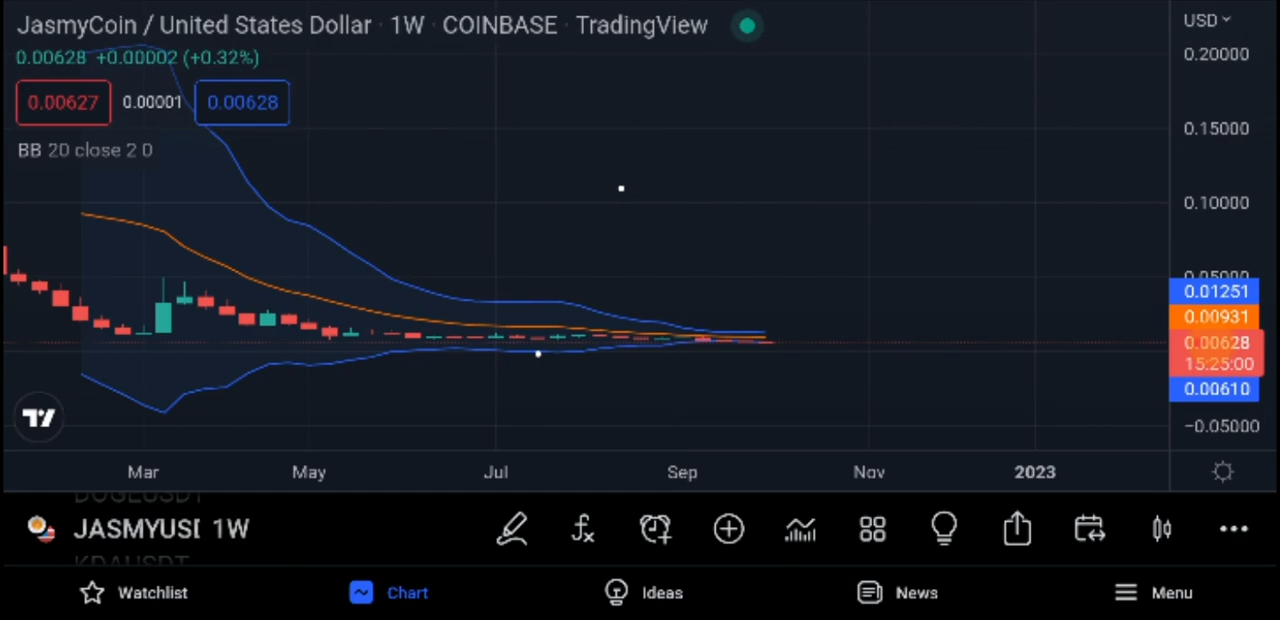 JasmyCoin / United States Dollar · 1W · COINBASE · TradingView
USD
0.00628 +0.00002 (+0.32%)
0.20000
0.00627 0.00001 0.00628
0.15000
BB 20 close 2 0
0.10000
0.05000
0.01251
0.00931
0.00628
15:25:00
0.00610
−0.05000
Mar May Jul Sep Nov 2023
DOGEUSDT
JASMYUSI 1W
KDAUSDT
Watchlist Chart Ideas News Menu